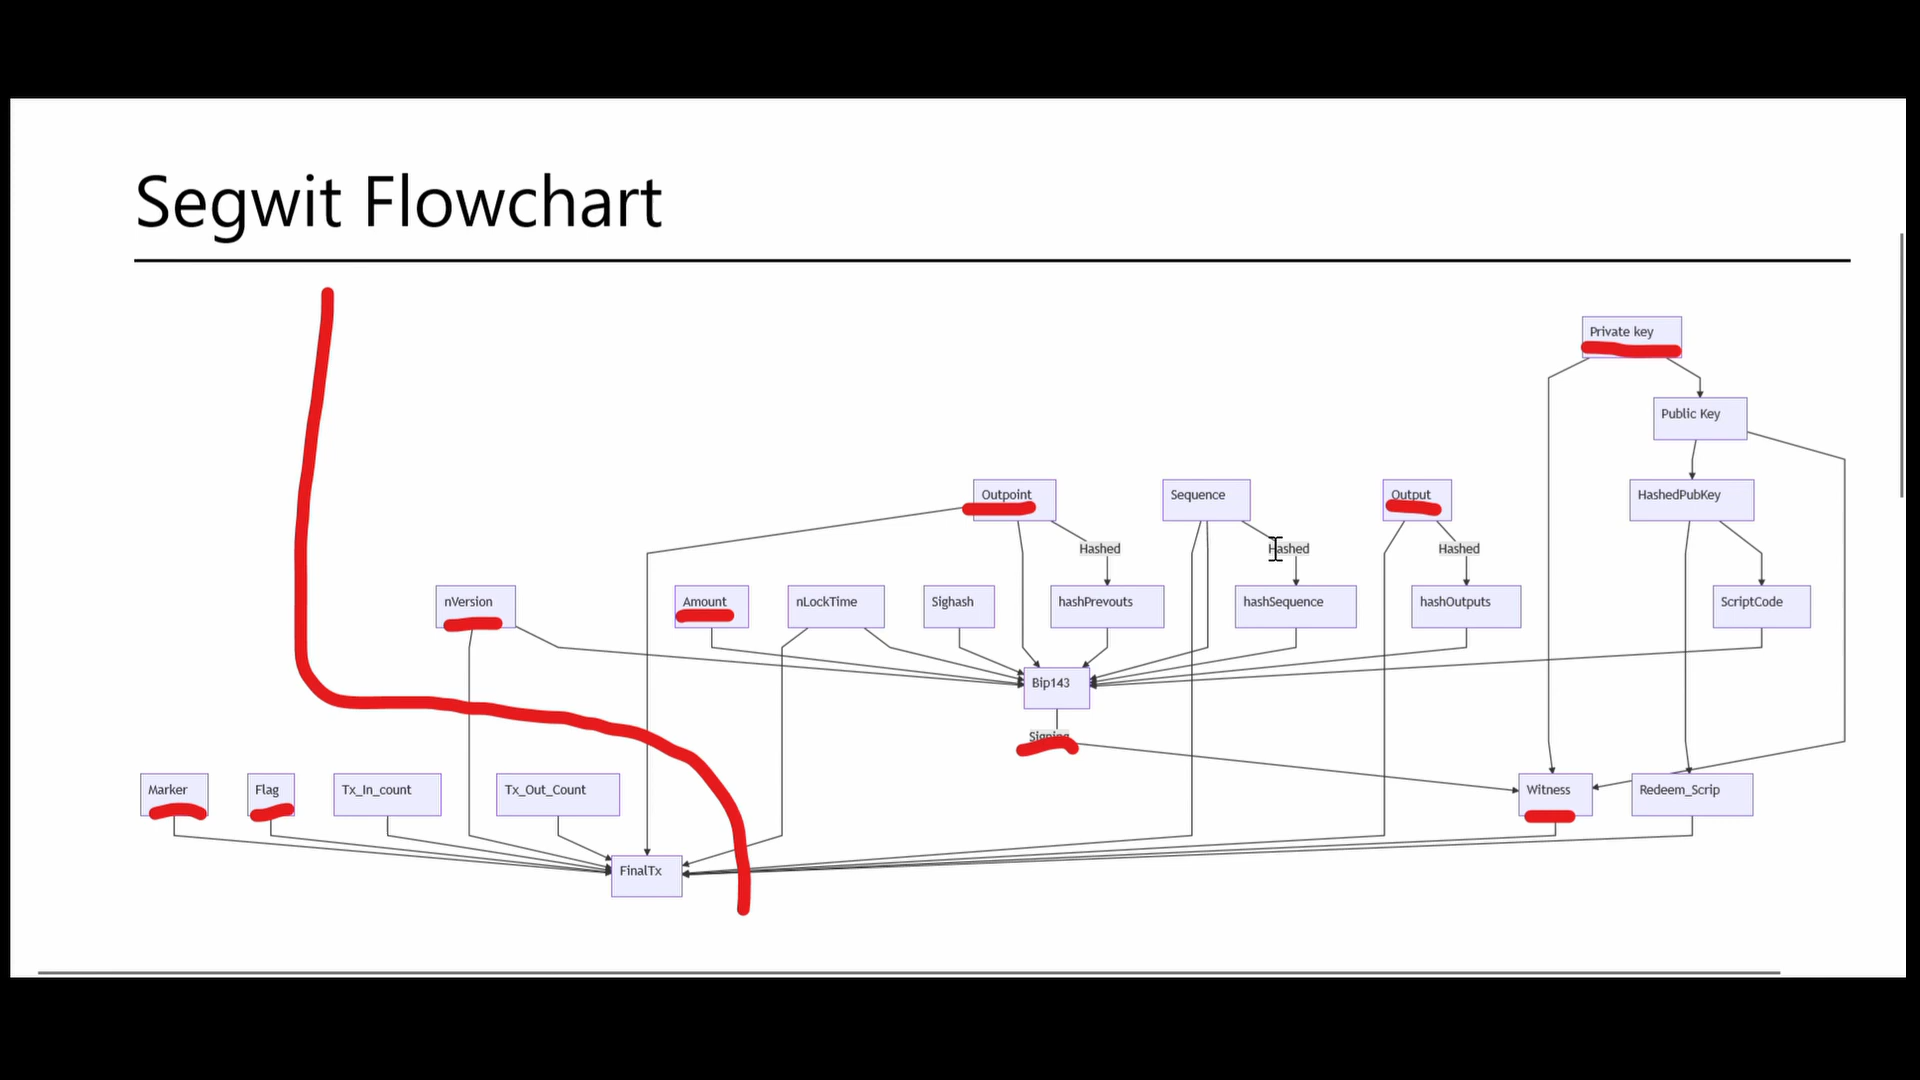 Segwit Flowchart
Private key
Public Key
Outpoint
Sequence
Output
HashedPubKey
Hashed
Hashed
Hashed
nVersion
Amount
nLockTime
Sighash
hashPrevouts
hashSequence
hashOutputs
ScriptCode
Bip143
Signing
Marker
Flag
Tx_In_count
Tx_Out_Count
Witness
Redeem_Scrip
FinalTx